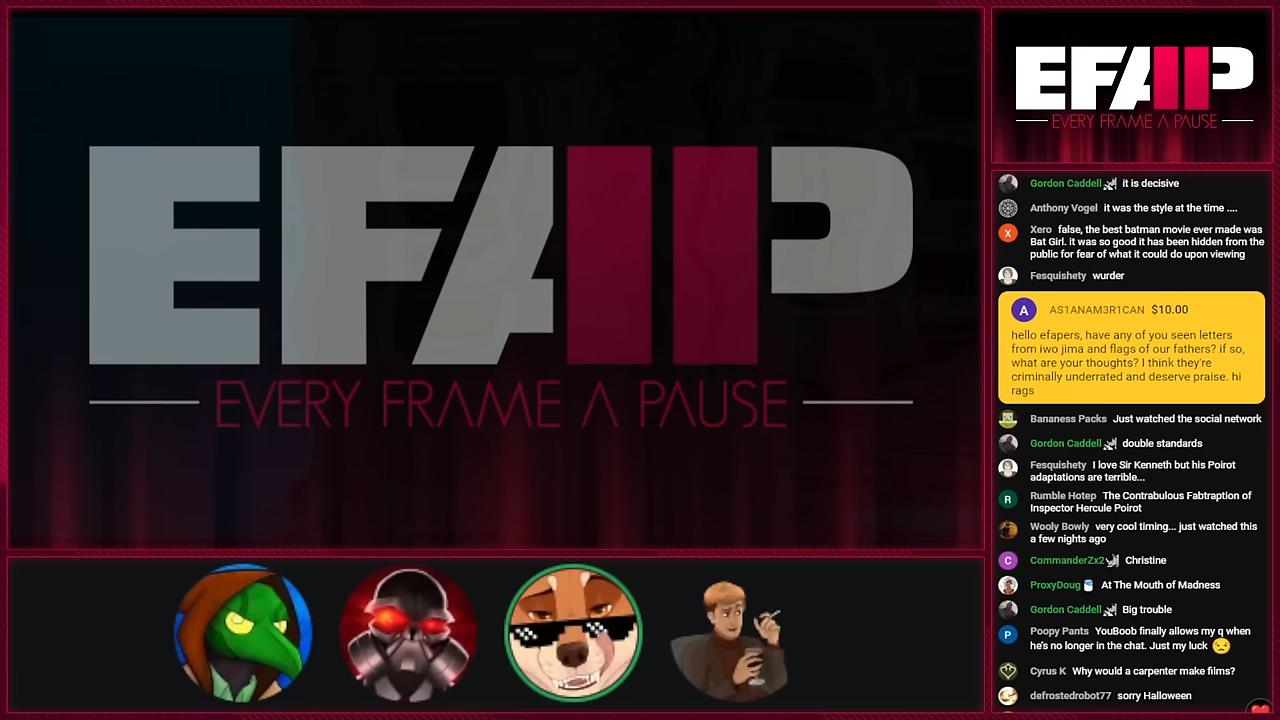 EFAP
EVERY FRAME A PAUSE
EFAP
EVERY FRAME A PAUSE
Gordon Caddell it is decisive
Anthony Vogel it was the style at the time ....
X
Xero false, the best batman movie ever made was
Bat Girl. it was so good it has been hidden from the
public for fear of what it could do upon viewing
Fesquishety wurder
A
AS1ANAM3R1CAN $10.00
hello efapers, have any of you seen letters
from iwo jima and flags of our fathers? if so,
what are your thoughts? I think they're
criminally underrated and deserve praise. hi
rags
Bananess Packs Just watched the social network
Gordon Caddell double standards
Fesquishety I love Sir Kenneth but his Poirot
adaptations are terrible...
R
Rumble Hotep The Contrabulous Fabtraption of
Inspector Hercule Poirot
Wooly Bowly very cool timing... just watched this
a few nights ago
C
CommanderZx2 Christine
ProxyDoug At The Mouth of Madness
Gordon Caddell Big trouble
P
Poopy Pants YouBoob finally allows my q when
he's no longer in the chat. Just my luck 😒
Cyrus K Why would a carpenter make films?
defrostedrobot77 sorry Halloween